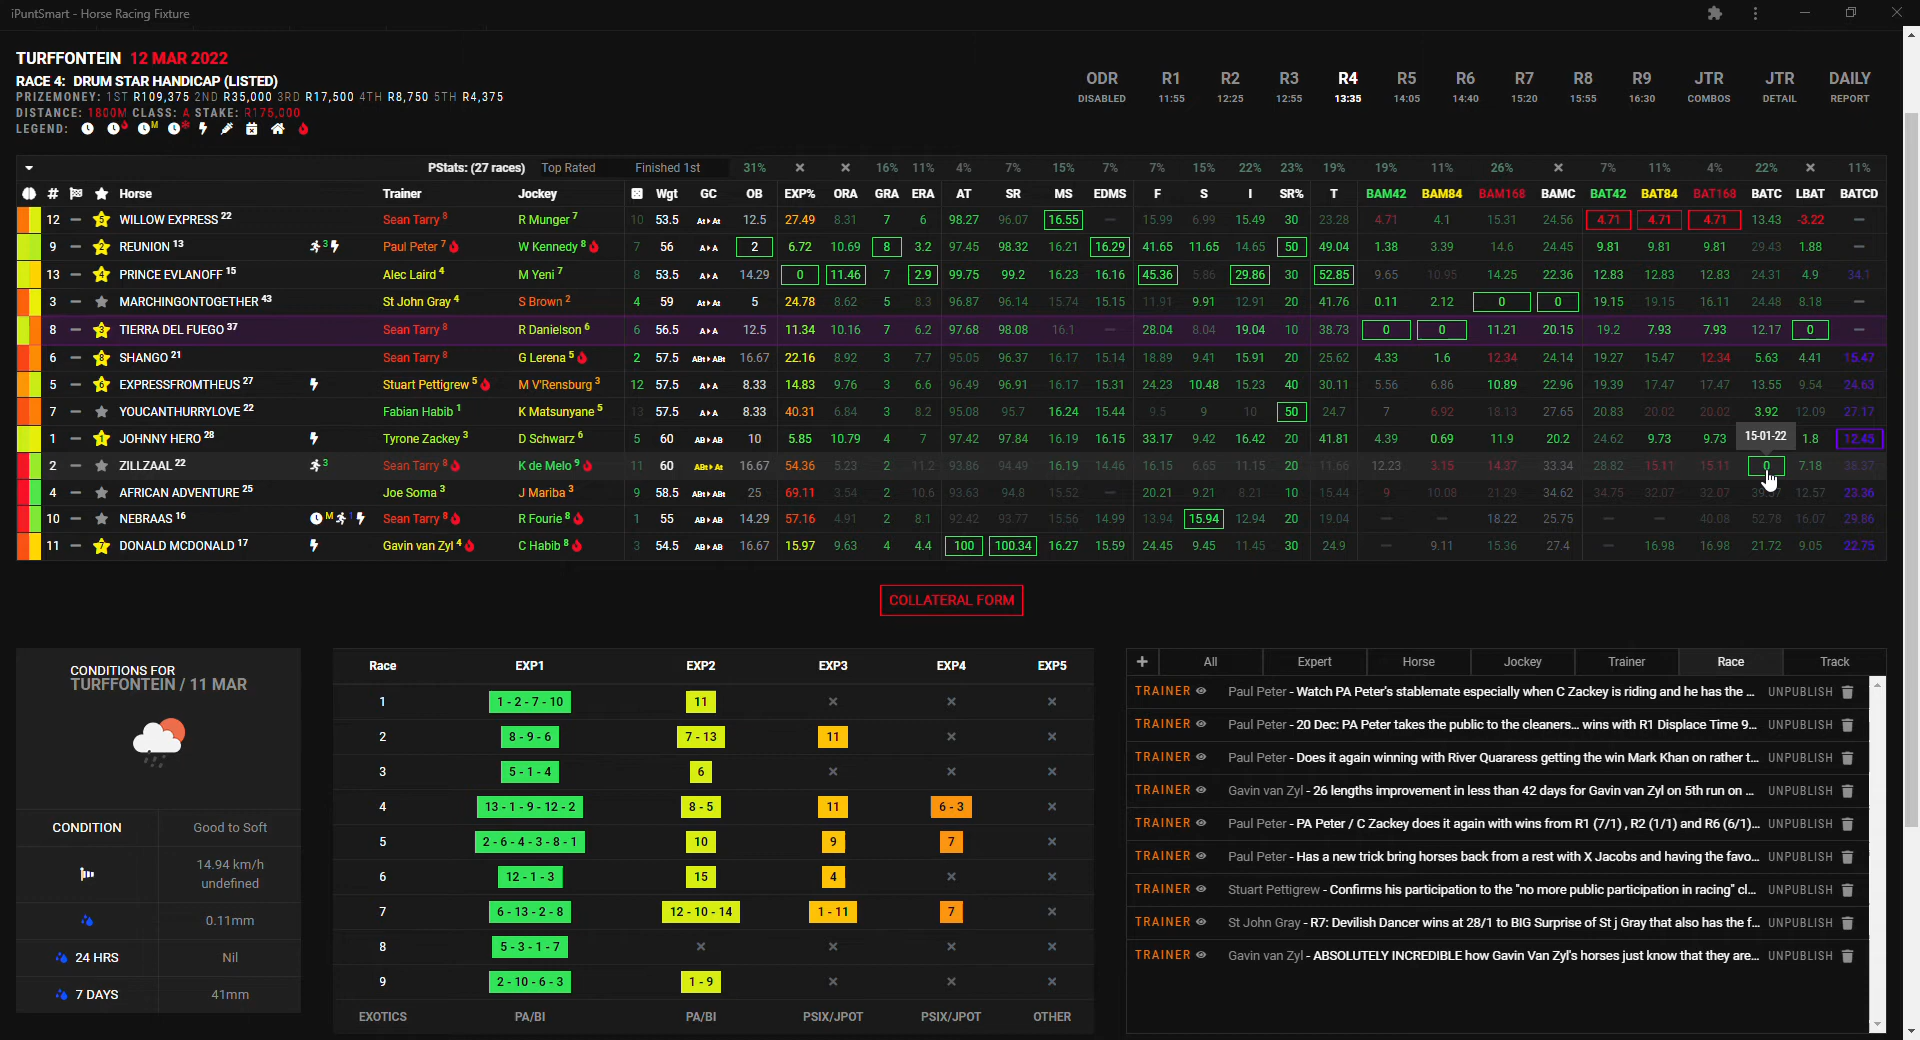 iPuntSmart - Horse Racing Fixture
TURFFONTEIN 12 MAR 2022
RACE 4: DRUM STAR HANDICAP (LISTED)
PRIZEMONEY: 1ST R109,375 2ND R35,000 3RD R17,500 4TH R8,750 5TH R4,375
DISTANCE: 1800M CLASS: A STAKE: R175,000
LEGEND: M
ODR R1 R2 R3 R4 R5 R6 R7 R8 R9 JTR JTR DAILY
DISABLED 11:55 12:25 12:55 13:35 14:05 14:40 15:20 15:55 16:30 COMBOS DETAIL REPORT
PStats: (27 races) Top Rated Finished 1st 31% × × 16% 11% 4% 7% 15% 7% 7% 15% 22% 23% 19% 19% 11% 26% × 7% 11% 4% 22% × 11%
# Horse Trainer Jockey Wgt GC OB EXP% ORA GRA ERA AT SR MS EDMS F S I SR% T BAM42 BAM84 BAM168 BAMC BAT42 BAT84 BAT168 BATC LBAT BATCD
12 — 5 WILLOW EXPRESS 22 Sean Tarry 8 R Munger 7 10 53.5 At▸At 12.5 27.49 8.31 7 6 98.27 96.07 16.55 — 15.99 6.99 15.49 30 23.28 4.71 4.1 15.31 24.56 4.71 4.71 4.71 13.43 -3.22 —
9 — 2 REUNION 13 3 Paul Peter 7 W Kennedy 8 7 56 A▸A 2 6.72 10.69 8 3.2 97.45 98.32 16.21 16.29 41.65 11.65 14.65 50 49.04 1.38 3.39 14.6 24.45 9.81 9.81 9.81 29.43 1.88 —
13 — 4 PRINCE EVLANOFF 15 Alec Laird 4 M Yeni 7 8 53.5 A▸A 14.29 0 11.46 7 2.9 99.75 99.2 16.23 16.16 45.36 5.86 29.86 30 52.85 9.65 10.95 14.25 22.36 12.83 12.83 12.83 24.31 4.9 34.1
3 — MARCHINGONTOGETHER 43 St John Gray 4 S Brown 2 4 59 At▸At 5 24.78 8.62 5 8.3 96.87 96.14 15.74 15.15 11.91 9.91 12.91 20 41.76 0.11 2.12 0 0 19.15 19.15 16.11 24.48 8.18 —
8 — 3 TIERRA DEL FUEGO 37 Sean Tarry 8 R Danielson 6 6 56.5 A▸A 12.5 11.34 10.16 7 6.2 97.68 98.08 16.1 — 28.04 8.04 19.04 10 38.73 0 0 11.21 20.15 19.2 7.93 7.93 12.17 0 —
6 — 8 SHANGO 21 Sean Tarry 8 G Lerena 5 2 57.5 ABt▸ABt 16.67 22.16 8.92 3 7.7 95.05 96.37 16.17 15.14 18.89 9.41 15.91 20 25.62 4.33 1.6 12.34 24.14 19.27 15.47 12.34 5.63 4.41 15.47
5 — 6 EXPRESSFROMTHEUS 27 Stuart Pettigrew 5 M V'Rensburg 3 12 57.5 A▸A 8.33 14.83 9.76 3 6.6 96.49 96.91 16.17 15.31 24.23 10.48 15.23 40 30.11 5.56 6.86 10.89 22.96 19.39 17.47 17.47 13.55 9.54 24.63
7 — YOUCANTHURRYLOVE 22 Fabian Habib 1 K Matsunyane 5 13 57.5 A▸A 8.33 40.31 6.84 3 8.2 95.08 95.7 16.24 15.44 9.5 9 10 50 24.7 7 6.92 18.13 27.65 20.83 20.02 20.02 3.92 12.09 27.17
1 — 1 JOHNNY HERO 28 Tyrone Zackey 3 D Schwarz 6 5 60 AB▸AB 10 5.85 10.79 4 7 97.42 97.84 16.19 16.15 33.17 9.42 16.42 20 41.81 4.39 0.69 11.9 20.2 24.62 9.73 9.73 15-01-22 1.8 12.45
2 — ZILLZAAL 22 3 Sean Tarry 8 K de Melo 9 11 60 ABt▸At 16.67 54.36 5.23 2 11.2 93.86 94.49 16.19 14.46 16.15 6.65 11.15 20 11.66 12.23 3.15 14.37 33.34 28.82 15.11 15.11 0 7.18 36.37
4 — AFRICAN ADVENTURE 25 Joe Soma 3 J Mariba 3 9 58.5 ABt▸ABt 25 69.11 3.54 2 10.6 93.63 94.8 15.52 — 20.21 9.21 8.21 10 15.44 9 10.08 21.29 34.62 34.75 32.07 32.07 12.57 23.36
10 — NEBRAAS 16 M 1 Sean Tarry 8 R Fourie 8 1 55 AB▸AB 14.29 57.16 4.91 2 8.1 92.42 93.77 15.56 14.99 13.94 15.94 12.94 20 19.04 — — 18.22 25.75 — — 40.08 52.78 16.07 29.86
11 — 7 DONALD MCDONALD 17 Gavin van Zyl 4 C Habib 8 3 54.5 AB▸AB 16.67 15.97 9.63 4 4.4 100 100.34 16.27 15.59 24.45 9.45 11.45 30 24.9 — 9.11 15.36 27.4 — 16.98 16.98 21.72 9.05 22.75
COLLATERAL FORM
CONDITIONS FOR
TURFFONTEIN / 11 MAR
CONDITION Good to Soft
14.94 km/h
undefined
0.11mm
24 HRS Nil
7 DAYS 41mm
Race EXP1 EXP2 EXP3 EXP4 EXP5
1 1 - 2 - 7 - 10 11 × × ×
2 8 - 9 - 6 7 - 13 11 × ×
3 5 - 1 - 4 6 × × ×
4 13 - 1 - 9 - 12 - 2 8 - 5 11 6 - 3 ×
5 2 - 6 - 4 - 3 - 8 - 1 10 9 7 ×
6 12 - 1 - 3 15 4 × ×
7 6 - 13 - 2 - 8 12 - 10 - 14 1 - 11 7 ×
8 5 - 3 - 1 - 7 × × × ×
9 2 - 10 - 6 - 3 1 - 9 × × ×
EXOTICS PA/BI PA/BI PSIX/JPOT PSIX/JPOT OTHER
+ All Expert Horse Jockey Trainer Race Track
TRAINER Paul Peter - Watch PA Peter's stablemate especially when C Zackey is riding and he has the ... UNPUBLISH
TRAINER Paul Peter - 20 Dec: PA Peter takes the public to the cleaners... wins with R1 Displace Time 9... UNPUBLISH
TRAINER Paul Peter - Does it again winning with River Quararess getting the win Mark Khan on rather t... UNPUBLISH
TRAINER Gavin van Zyl - 26 lengths improvement in less than 42 days for Gavin van Zyl on 5th run on ... UNPUBLISH
TRAINER Paul Peter - PA Peter / C Zackey does it again with wins from R1 (7/1) , R2 (1/1) and R6 (6/1)... UNPUBLISH
TRAINER Paul Peter - Has a new trick bring horses back from a rest with X Jacobs and having the favo... UNPUBLISH
TRAINER Stuart Pettigrew - Confirms his participation to the "no more public participation in racing" cl... UNPUBLISH
TRAINER St John Gray - R7: Devilish Dancer wins at 28/1 to BIG Surprise of St j Gray that also has the f... UNPUBLISH
TRAINER Gavin van Zyl - ABSOLUTELY INCREDIBLE how Gavin Van Zyl's horses just know that they are... UNPUBLISH